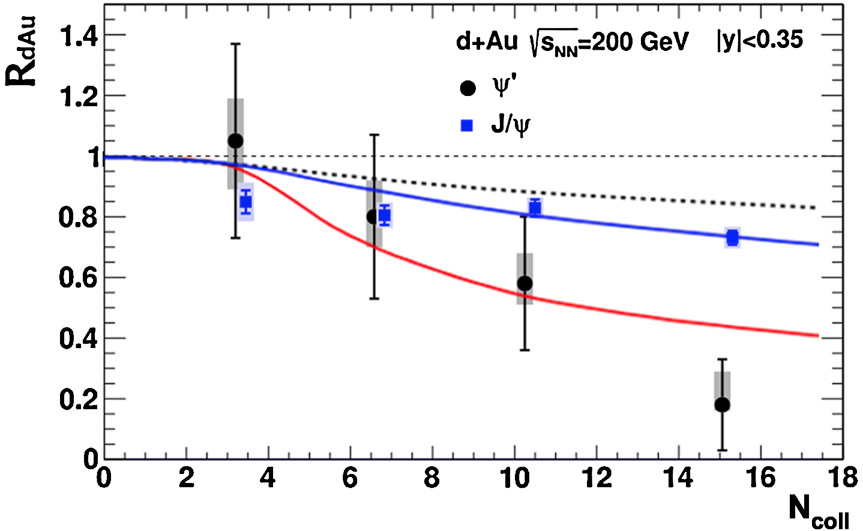 R_dAu
d+Au √s_NN=200 GeV |y|<0.35
ψ'
J/ψ
1.4
1.2
1
0.8
0.6
0.4
0.2
0
0 2 4 6 8 10 12 14 16 18
N_coll